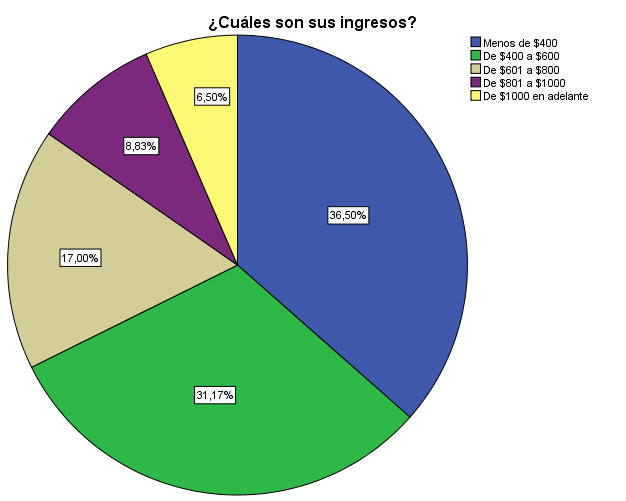 ¿Cuáles son sus ingresos?
Menos de $400
De $400 a $600
De $601 a $800
De $801 a $1000
De $1000 en adelante
6,50%
8,83%
36,50%
17,00%
31,17%